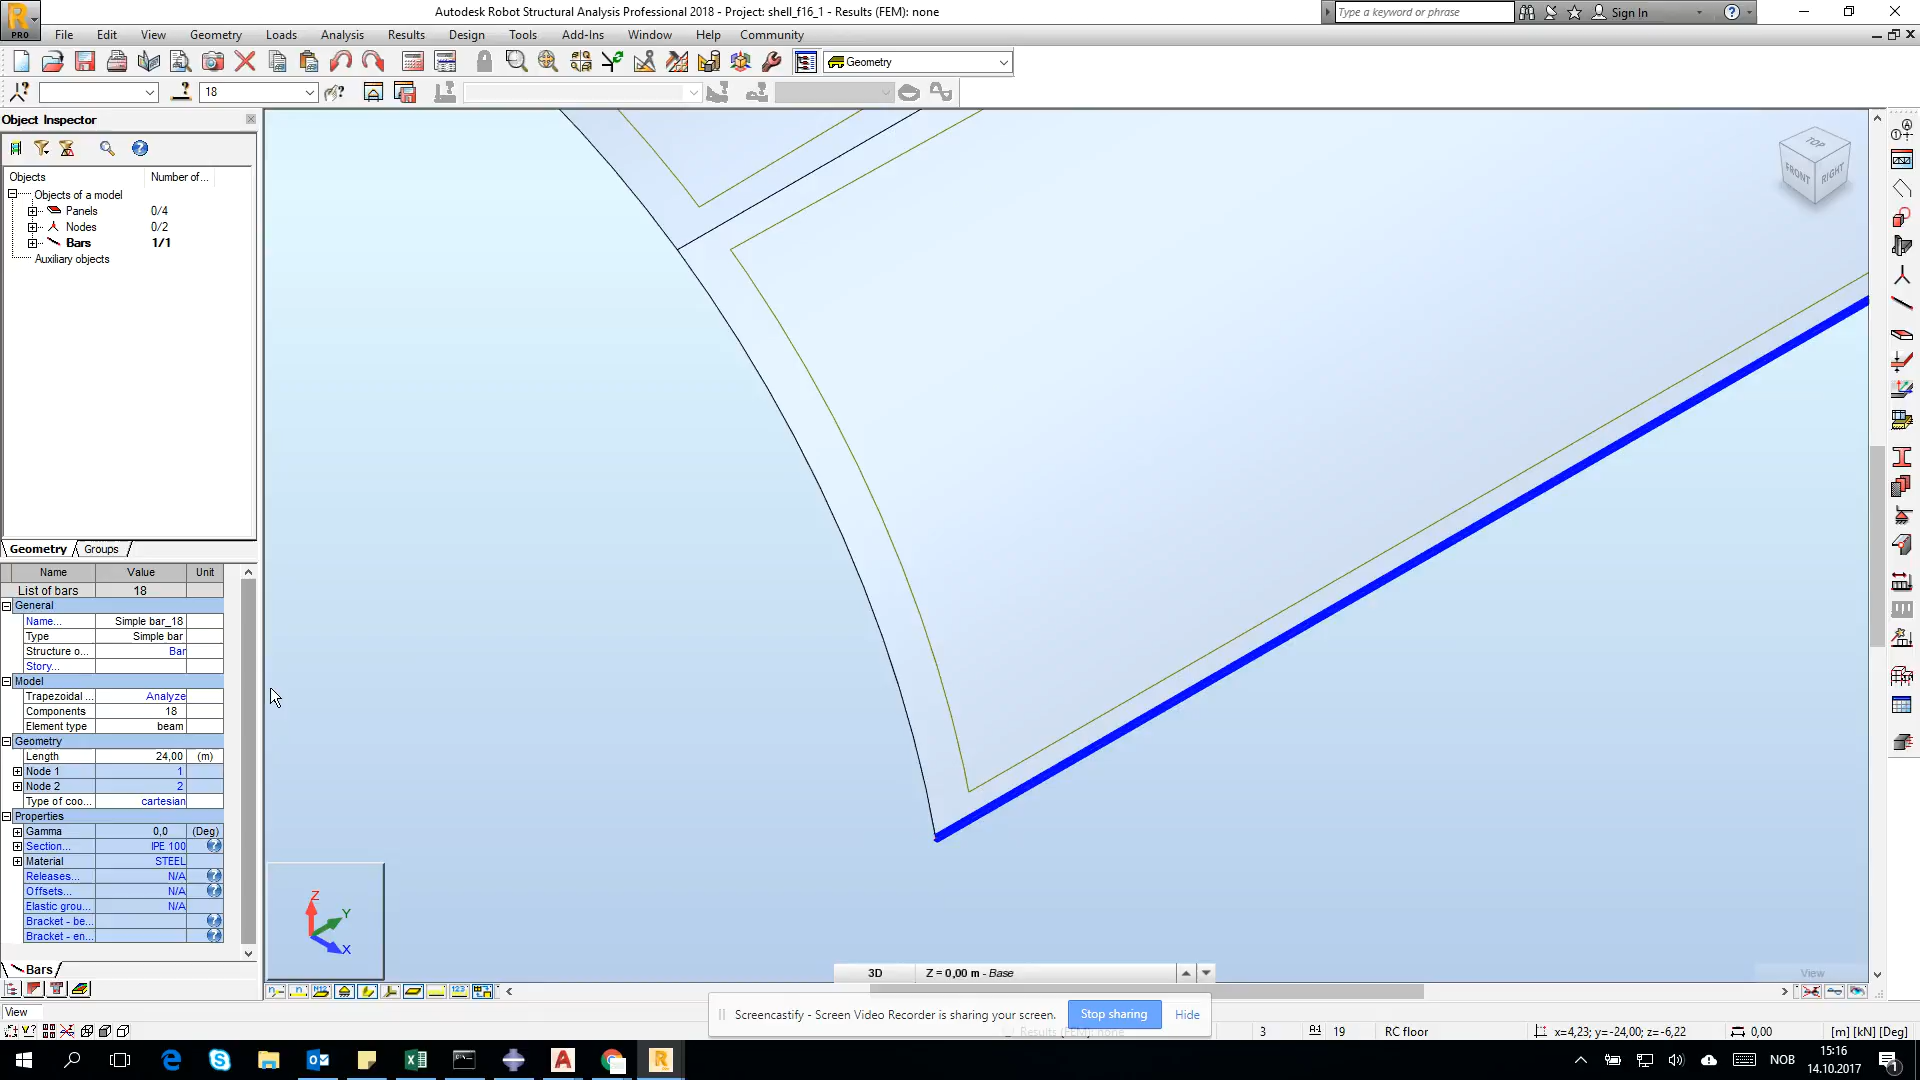 PRO
Autodesk Robot Structural Analysis Professional 2018 - Project: shell_f16_1 - Results (FEM): none
Type a keyword or phrase
Sign In
File Edit View Geometry Loads Analysis Results Design Tools Add-Ins Window Help Community
Geometry
18
Object Inspector
Objects Number of...
Objects of a model
Panels 0/4
Nodes 0/2
Bars 1/1
Auxiliary objects
TOP
FRONT RIGHT
Geometry Groups
Name Value Unit
List of bars 18
General
Name... Simple bar_18
Type Simple bar
Structure o... Bar
Story...
Model
Trapezoidal ... Analyze
Components 18
Element type beam
Geometry
Length 24,00 (m)
Node 1 1
Node 2 2
Type of coo... cartesian
Properties
Gamma 0,0 (Deg)
Section... IPE 100
Material STEEL
Releases... N/A
Offsets... N/A
Elastic grou... N/A
Bracket - be...
Bracket - en...
Z
Y
X
Bars
3D Z = 0,00 m - Base
View
View
Screencastify - Screen Video Recorder is sharing your screen. Stop sharing Hide
Results (FEM): none
3 19 RC floor x=4,23; y=-24,00; z=-6,22 0,00 [m] [kN] [Deg]
NOB
15:16
14.10.2017
1